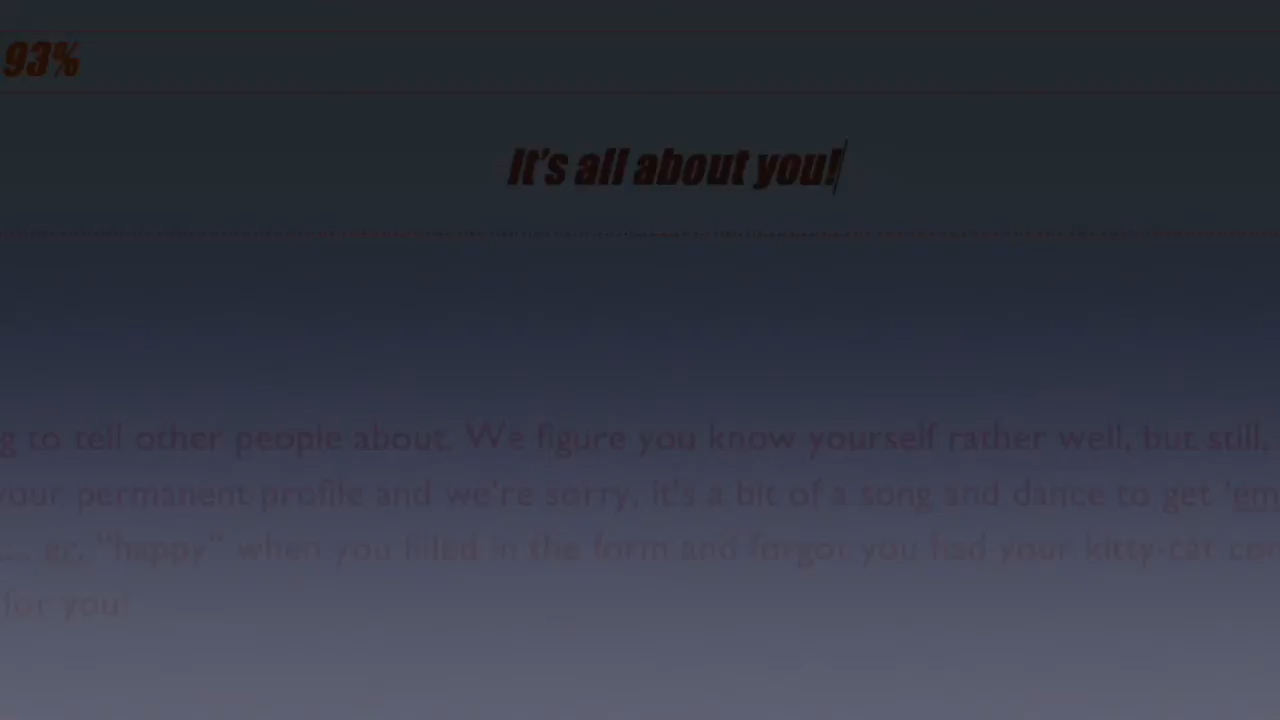 93%
It's all about you!
g to tell other people about. We figure you know yourself rather well, but still,
your permanent profile and we're sorry, it's a bit of a song and dance to get 'em
... er, "happy" when you filled in the form and forgot you had your kitty-cat
for you!